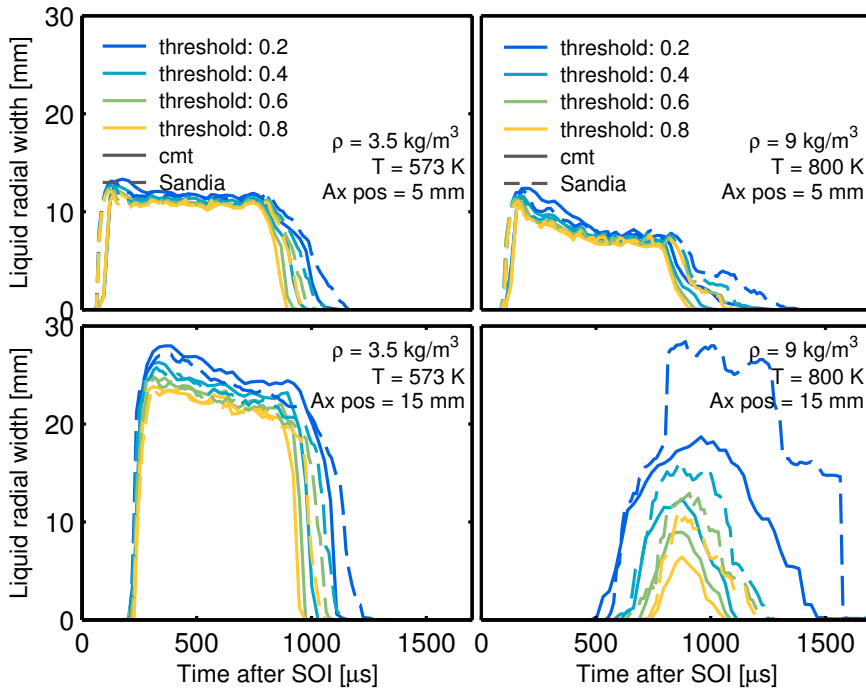 30
20
10
0
Liquid radial width [mm]
threshold: 0.2
threshold: 0.4
threshold: 0.6
threshold: 0.8
cmt
Sandia
ρ = 3.5 kg/m³
T = 573 K
Ax pos = 5 mm
threshold: 0.2
threshold: 0.4
threshold: 0.6
threshold: 0.8
cmt
Sandia
ρ = 9 kg/m³
T = 800 K
Ax pos = 5 mm
30
20
10
0
Liquid radial width [mm]
ρ = 3.5 kg/m³
T = 573 K
Ax pos = 15 mm
0 500 1000
Time after SOI [μs]
ρ = 9 kg/m³
T = 800 K
Ax pos = 15 mm
0 500 1000 1500
Time after SOI [μs]